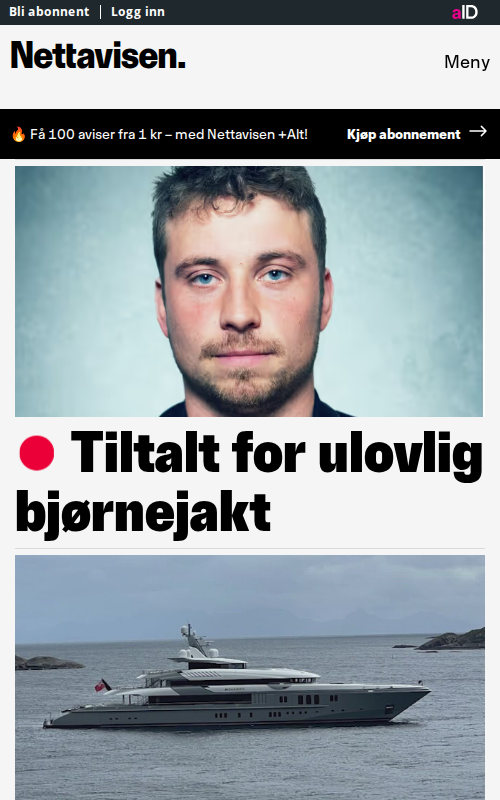 Bli abonnent
Logg inn
aID
Nettavisen.
Meny
🔥 Få 100 aviser fra 1 kr – med Nettavisen +Alt!
Kjøp abonnement →
Tiltalt for ulovlig
bjørnejakt